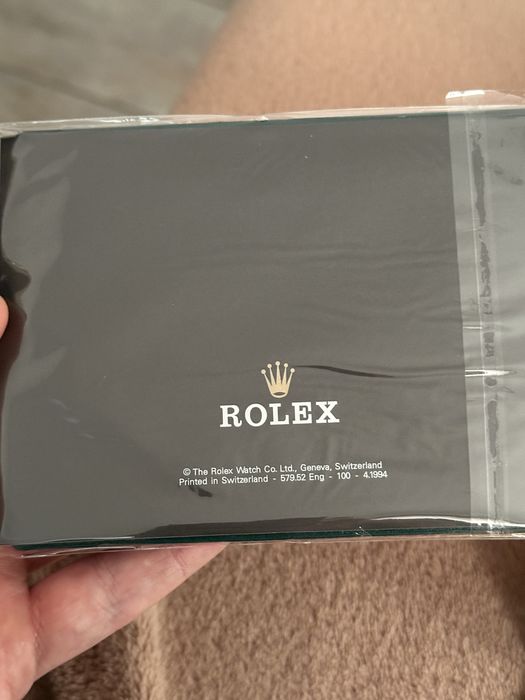 ROLEX
© The Rolex Watch Co. Ltd., Geneva, Switzerland
Printed in Switzerland - 579.52 Eng - 100 - 4.1994